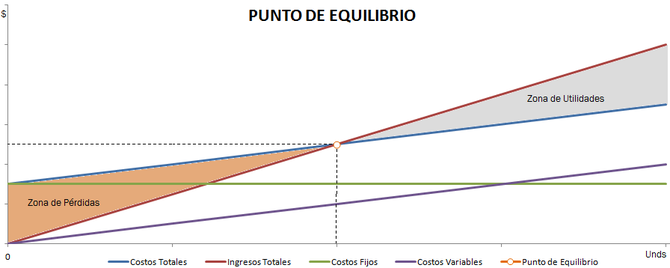 PUNTO DE EQUILIBRIO
$
Zona de Utilidades
Zona de Pérdidas
0
Unds
Costos Totales Ingresos Totales Costos Fijos Costos Variables Punto de Equilibrio